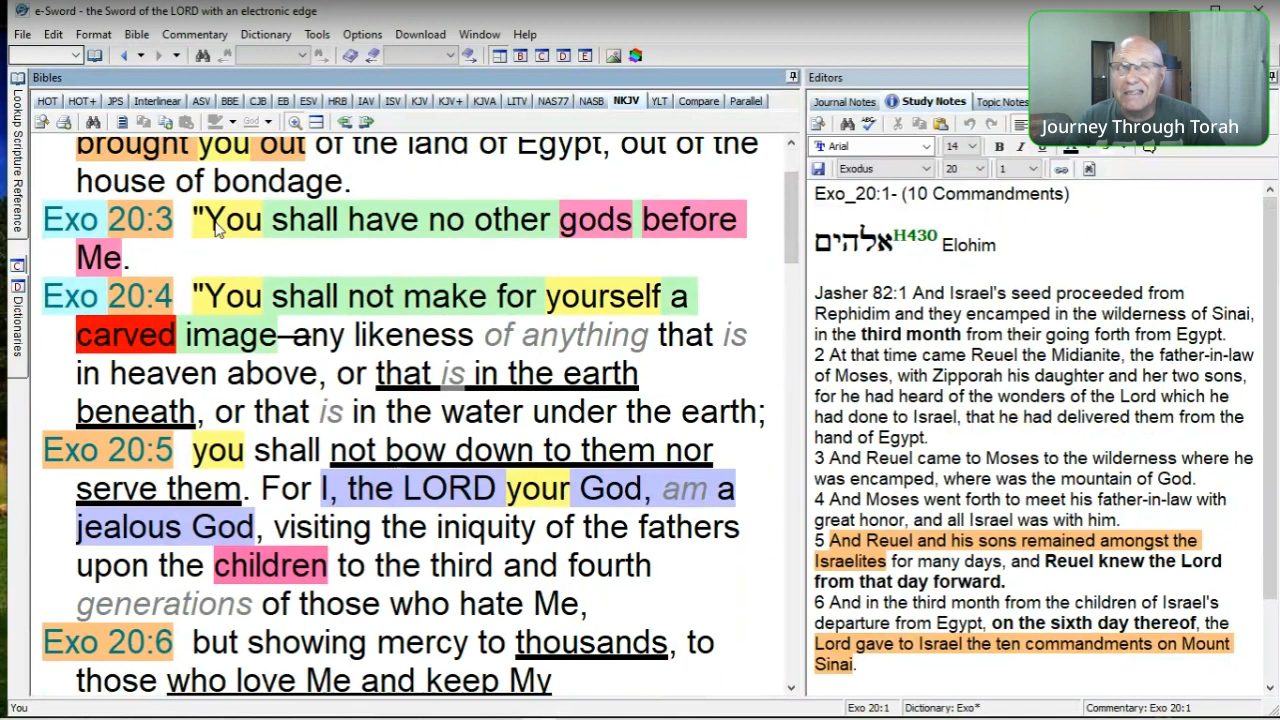 e-Sword - the Sword of the LORD with an electronic edge
File Edit Format Bible Commentary Dictionary Tools Options Download Window Help
Bibles
HOT HOT+ JPS Interlinear ASV BBE CJB EB ESV HRB IAV ISV KJV KJV+ KJVA LITV NAS77 NASB NKJV YLT Compare Parallel
God
Lookup Scripture Reference
Dictionaries
brought you out of the land of Egypt, out of the
house of bondage.
Exo 20:3 "You shall have no other gods before
Me.
Exo 20:4 "You shall not make for yourself a
carved image—any likeness of anything that is
in heaven above, or that is in the earth
beneath, or that is in the water under the earth;
Exo 20:5 you shall not bow down to them nor
serve them. For I, the LORD your God, am a
jealous God, visiting the iniquity of the fathers
upon the children to the third and fourth
generations of those who hate Me,
Exo 20:6 but showing mercy to thousands, to
those who love Me and keep My
Editors
Journal Notes Study Notes Topic Notes
Journey Through Torah
Arial 14 B I U
Exodus 20 1
Exo_20:1- (10 Commandments)
אלהים H430 Elohim
Jasher 82:1 And Israel's seed proceeded from
Rephidim and they encamped in the wilderness of Sinai,
in the third month from their going forth from Egypt.
2 At that time came Reuel the Midianite, the father-in-law
of Moses, with Zipporah his daughter and her two sons,
for he had heard of the wonders of the Lord which he
had done to Israel, that he had delivered them from the
hand of Egypt.
3 And Reuel came to Moses to the wilderness where he
was encamped, where was the mountain of God.
4 And Moses went forth to meet his father-in-law with
great honor, and all Israel was with him.
5 And Reuel and his sons remained amongst the
Israelites for many days, and Reuel knew the Lord
from that day forward.
6 And in the third month from the children of Israel's
departure from Egypt, on the sixth day thereof, the
Lord gave to Israel the ten commandments on Mount
Sinai.
You
Exo 20:1 Dictionary: Exo* Commentary: Exo 20:1